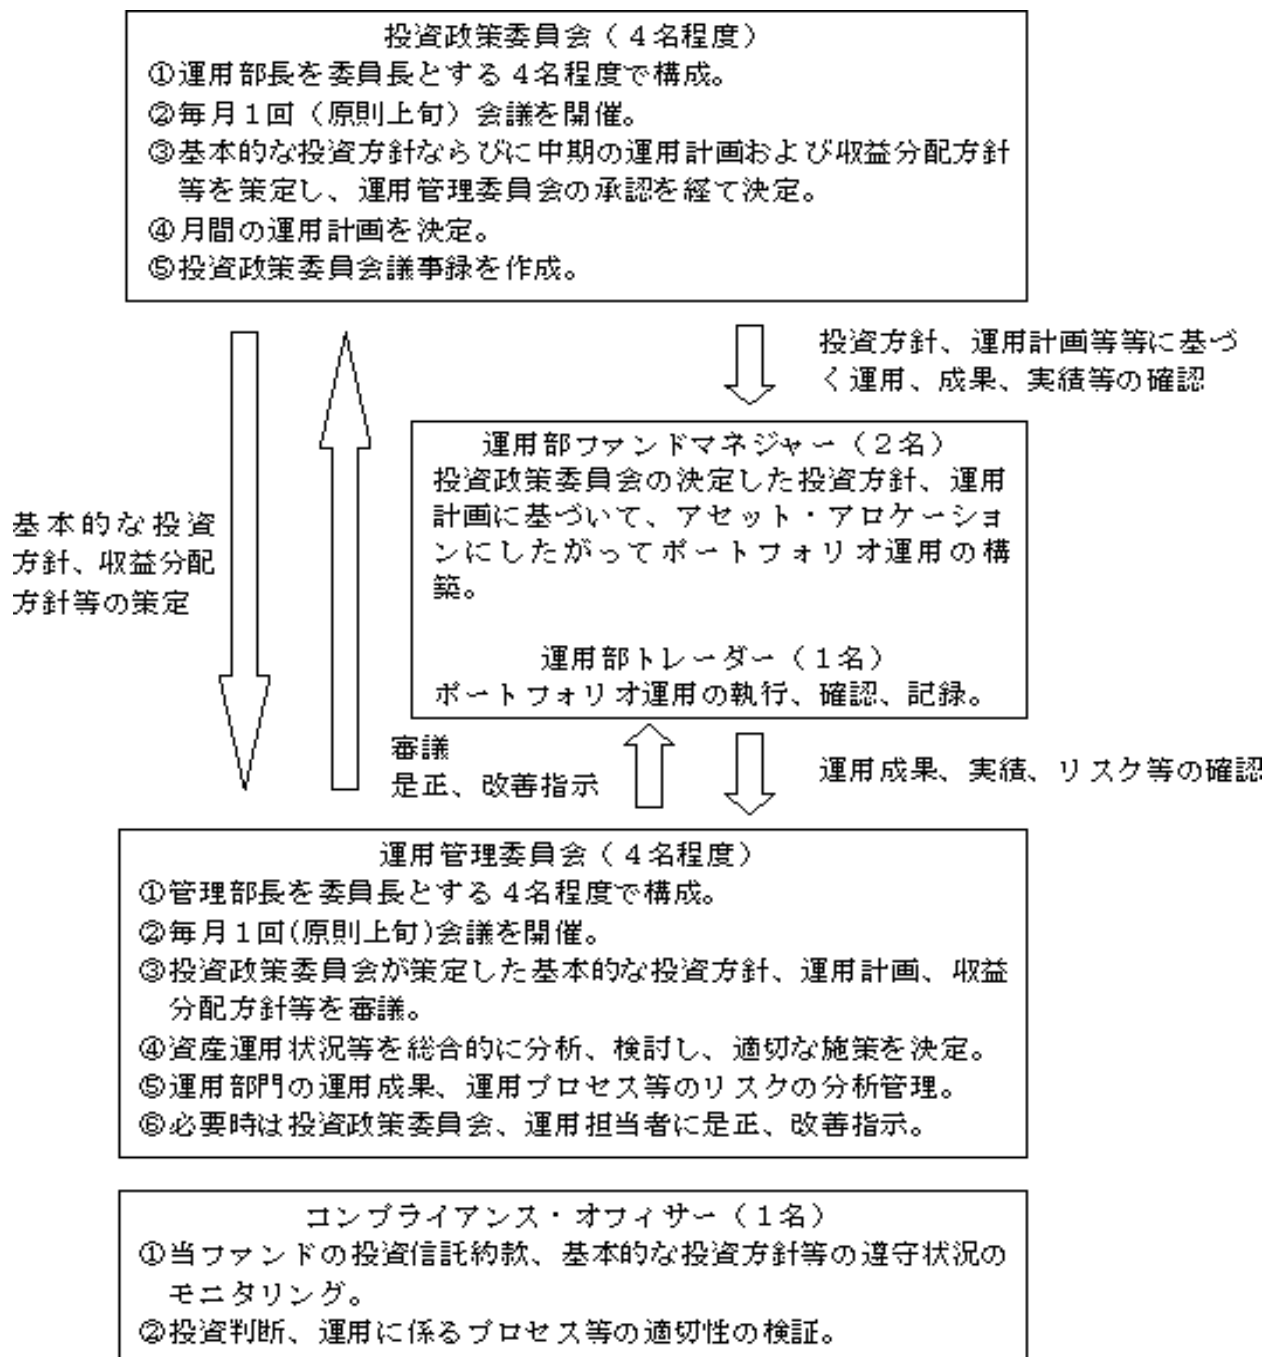 投資政策委員会（４名程度）
①運用部長を委員長とする４名程度で構成。
②毎月１回（原則上旬）会議を開催。
③基本的な投資方針ならびに中期の運用計画および収益分配方針
等を策定し、運用管理委員会の承認を経て決定。
④月間の運用計画を決定。
⑤投資政策委員会議事録を作成。
投資方針、運用計画等等に基づ
く運用、成果、実績等の確認
運用部ファンドマネジャー（２名）
投資政策委員会の決定した投資方針、運用
計画に基づいて、アセット・アロケーショ
ンにしたがってポートフォリオ運用の構
築。
基本的な投資
方針、収益分配
方針等の策定
運用部トレーダー（１名）
ポートフォリオ運用の執行、確認、記録。
審議
是正、改善指示
運用成果、実績、リスク等の確認
運用管理委員会（４名程度）
①管理部長を委員長とする４名程度で構成。
②毎月１回(原則上旬)会議を開催。
③投資政策委員会が策定した基本的な投資方針、運用計画、収益
分配方針等を審議。
④資産運用状況等を総合的に分析、検討し、適切な施策を決定。
⑤運用部門の運用成果、運用プロセス等のリスクの分析管理。
⑥必要時は投資政策委員会、運用担当者に是正、改善指示。
コンプライアンス・オフィサー（１名）
①当ファンドの投資信託約款、基本的な投資方針等の遵守状況の
モニタリング。
②投資判断、運用に係るプロセス等の適切性の検証。